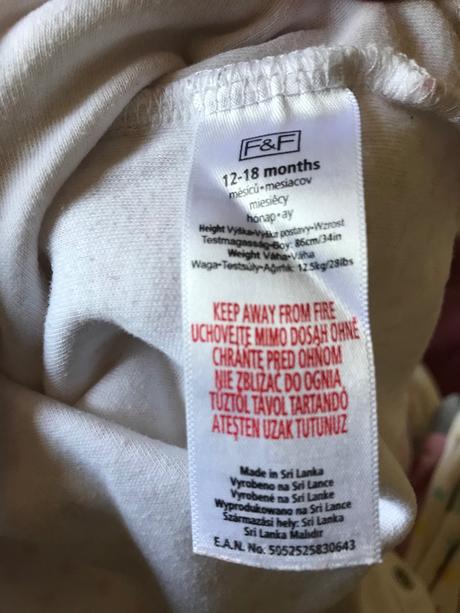 F&F
12-18 months
měsíců•mesiacov
miesięcy
hónap•ay
Height Výška•Výška postavy•Wzrost
Testmagasság•Boy: 86cm/34in
Weight Váha•Váha
Waga•Testsúly•Ağırlık: 12.5kg/28lbs
KEEP AWAY FROM FIRE
UCHOVEJTE MIMO DOSAH OHNĚ
CHRÁŇTE PRED OHŇOM
NIE ZBLIŻAĆ DO OGNIA
TŰZTŐL TÁVOL TARTANDÓ
ATEŞTEN UZAK TUTUNUZ
Made in Sri Lanka
Vyrobeno na Srí Lance
Vyrobené na Srí Lanke
Wyprodukowano na Sri Lance
Származási hely: Srí Lanka
Sri Lanka Malıdır
E.A.N. No. 5052525830643